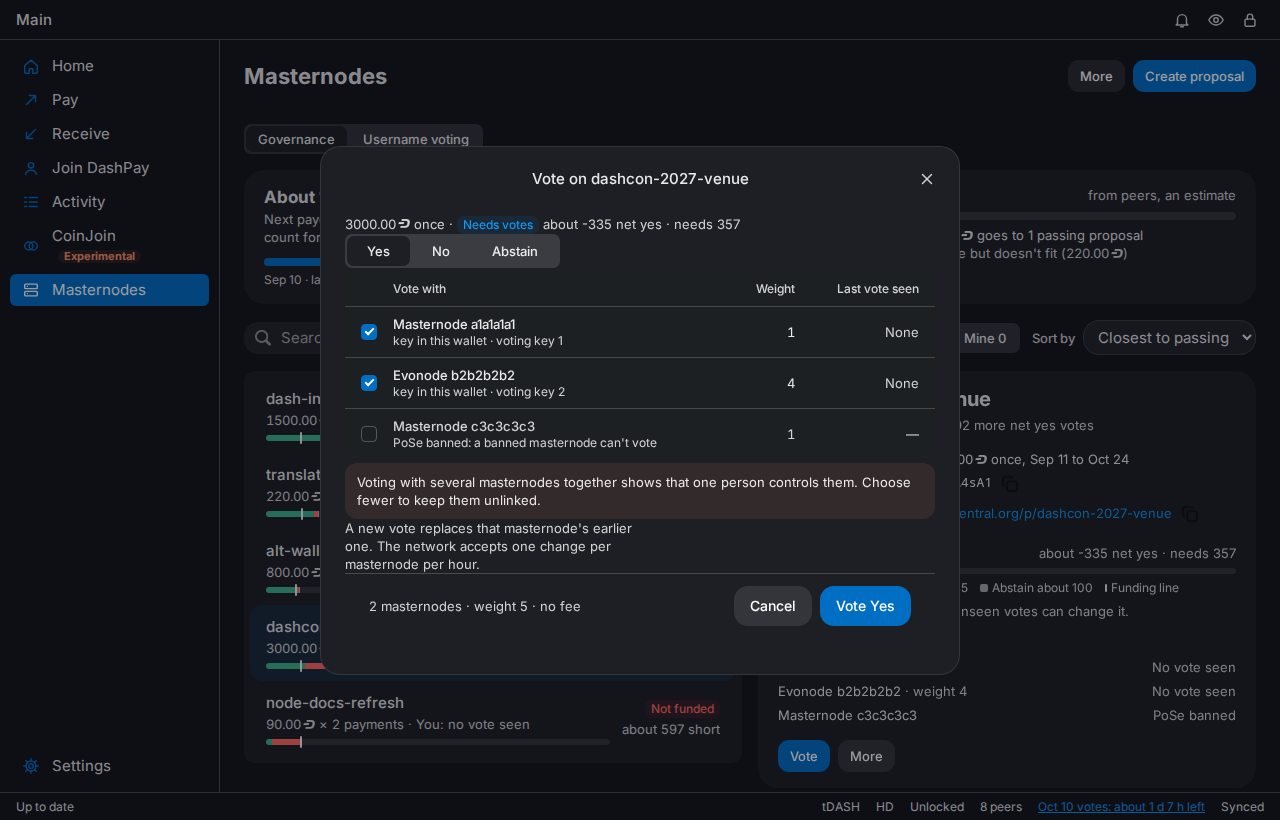 Main
Home
Pay
Receive
Join DashPay
Activity
CoinJoin
Experimental
Masternodes
Settings
Masternodes
More
Create proposal
Governance
Username voting
About
Next pay
count for
Sep 10 · la
from peers, an estimate
goes to 1 passing proposal
e but doesn't fit (220.00)
Searc
Mine 0
Sort by
Closest to passing
dash-in
1500.00
translat
220.00
alt-wall
800.00
dashco
3000.00
node-docs-refresh
90.00 × 2 payments · You: no vote seen
Not funded
about 597 short
nue
92 more net yes votes
00 once, Sep 11 to Oct 24
4sA1
entral.org/p/dashcon-2027-venue
about -335 net yes · needs 357
5
Abstain about 100
Funding line
nseen votes can change it.
No vote seen
Evonode b2b2b2b2 · weight 4
No vote seen
Masternode c3c3c3c3
PoSe banned
Vote
More
Vote on dashcon-2027-venue
3000.00 once · Needs votes about -335 net yes · needs 357
Yes
No
Abstain
Vote with
Weight
Last vote seen
Masternode a1a1a1a1
key in this wallet · voting key 1
1
None
Evonode b2b2b2b2
key in this wallet · voting key 2
4
None
Masternode c3c3c3c3
PoSe banned: a banned masternode can't vote
1
—
Voting with several masternodes together shows that one person controls them. Choose
fewer to keep them unlinked.
A new vote replaces that masternode's earlier
one. The network accepts one change per
masternode per hour.
2 masternodes · weight 5 · no fee
Cancel
Vote Yes
Up to date
tDASH
HD
Unlocked
8 peers
Oct 10 votes: about 1 d 7 h left
Synced